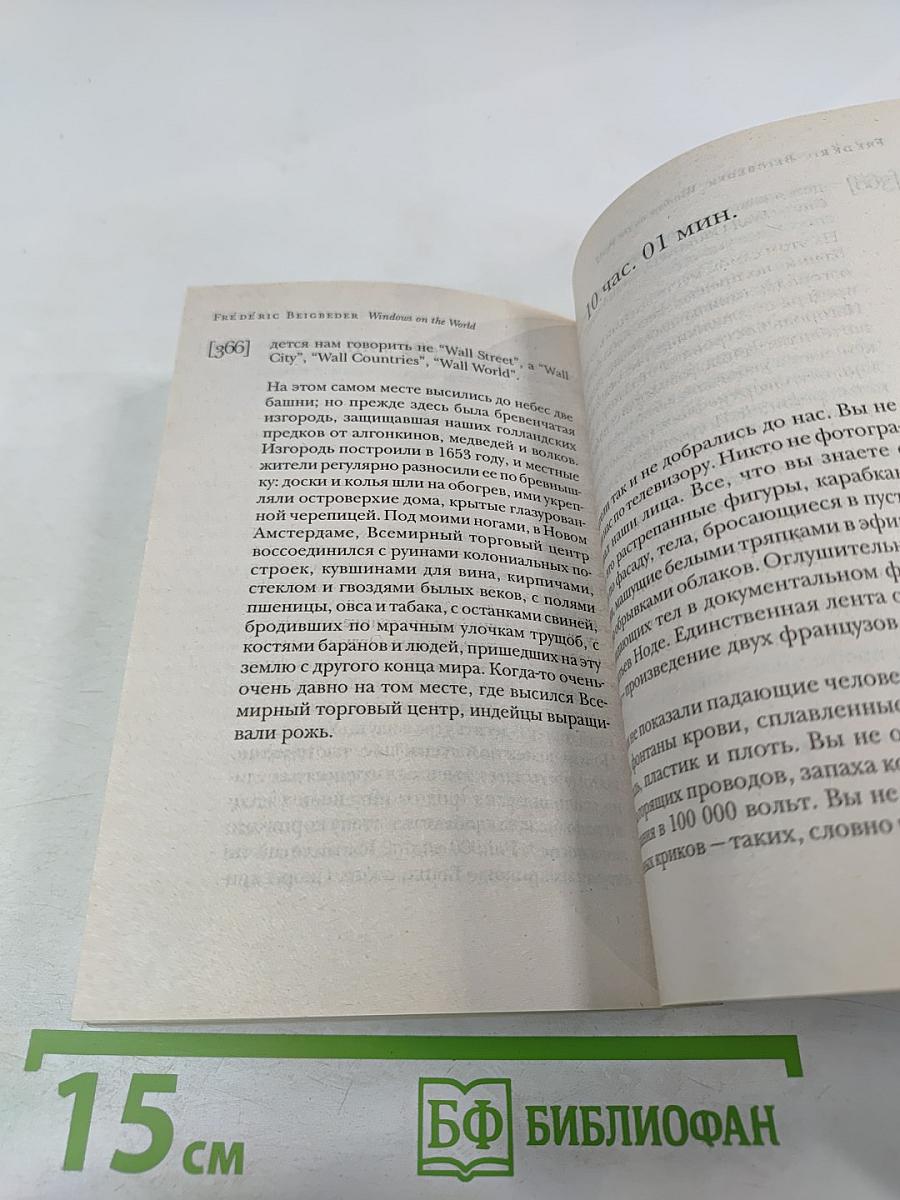 FRÉDÉRIC BEIGBEDER Windows on the World
[366]
дется нам говорить не "Wall Street", а "Wall
City", "Wall Countries", "Wall World".
На этом самом месте высились до небес две
башни; но прежде здесь была бревенчатая
изгородь, защищавшая наших голландских
предков от алгонкинов, медведей и волков.
Изгородь построили в 1653 году, и местные
жители регулярно разносили ее по бревныш-
ку: доски и колья шли на обогрев, ими укреп-
ляли островерхие дома, крытые глазурован-
ной черепицей. Под моими ногами, в Новом
Амстердаме, Всемирный торговый центр
воссоединился с руинами колониальных по-
строек, кувшинами для вина, кирпичами,
стеклом и гвоздями былых веков, с полями
пшеницы, овса и табака, с останками свиней,
бродивших по мрачным улочкам трущоб, с
костями баранов и людей, пришедших на эту
землю с другого конца мира. Когда-то очень-
очень давно на том месте, где высился Все-
мирный торговый центр, индейцы выращи-
вали рожь.
10 час. 01 мин.
так и не добрались до нас. Вы не
по телевизору. Никто не фотогра
наши лица. Все, что вы знаете
растрепанные фигуры, карабкаю
фасаду, тела, бросающиеся в пуст
машущие белыми тряпками в эфи
обрывками облаков. Оглушитель
ающих тел в документальном ф
ьев Ноде. Единственная лента с
произведение двух французов
не показали падающие челове
фонтаны крови, сплавленные
пластик и плоть. Вы не о
горящих проводов, запаха к
в 100 000 вольт. Вы не
ных криков – таких, словно
15 см
БФ БИБЛИОФАН